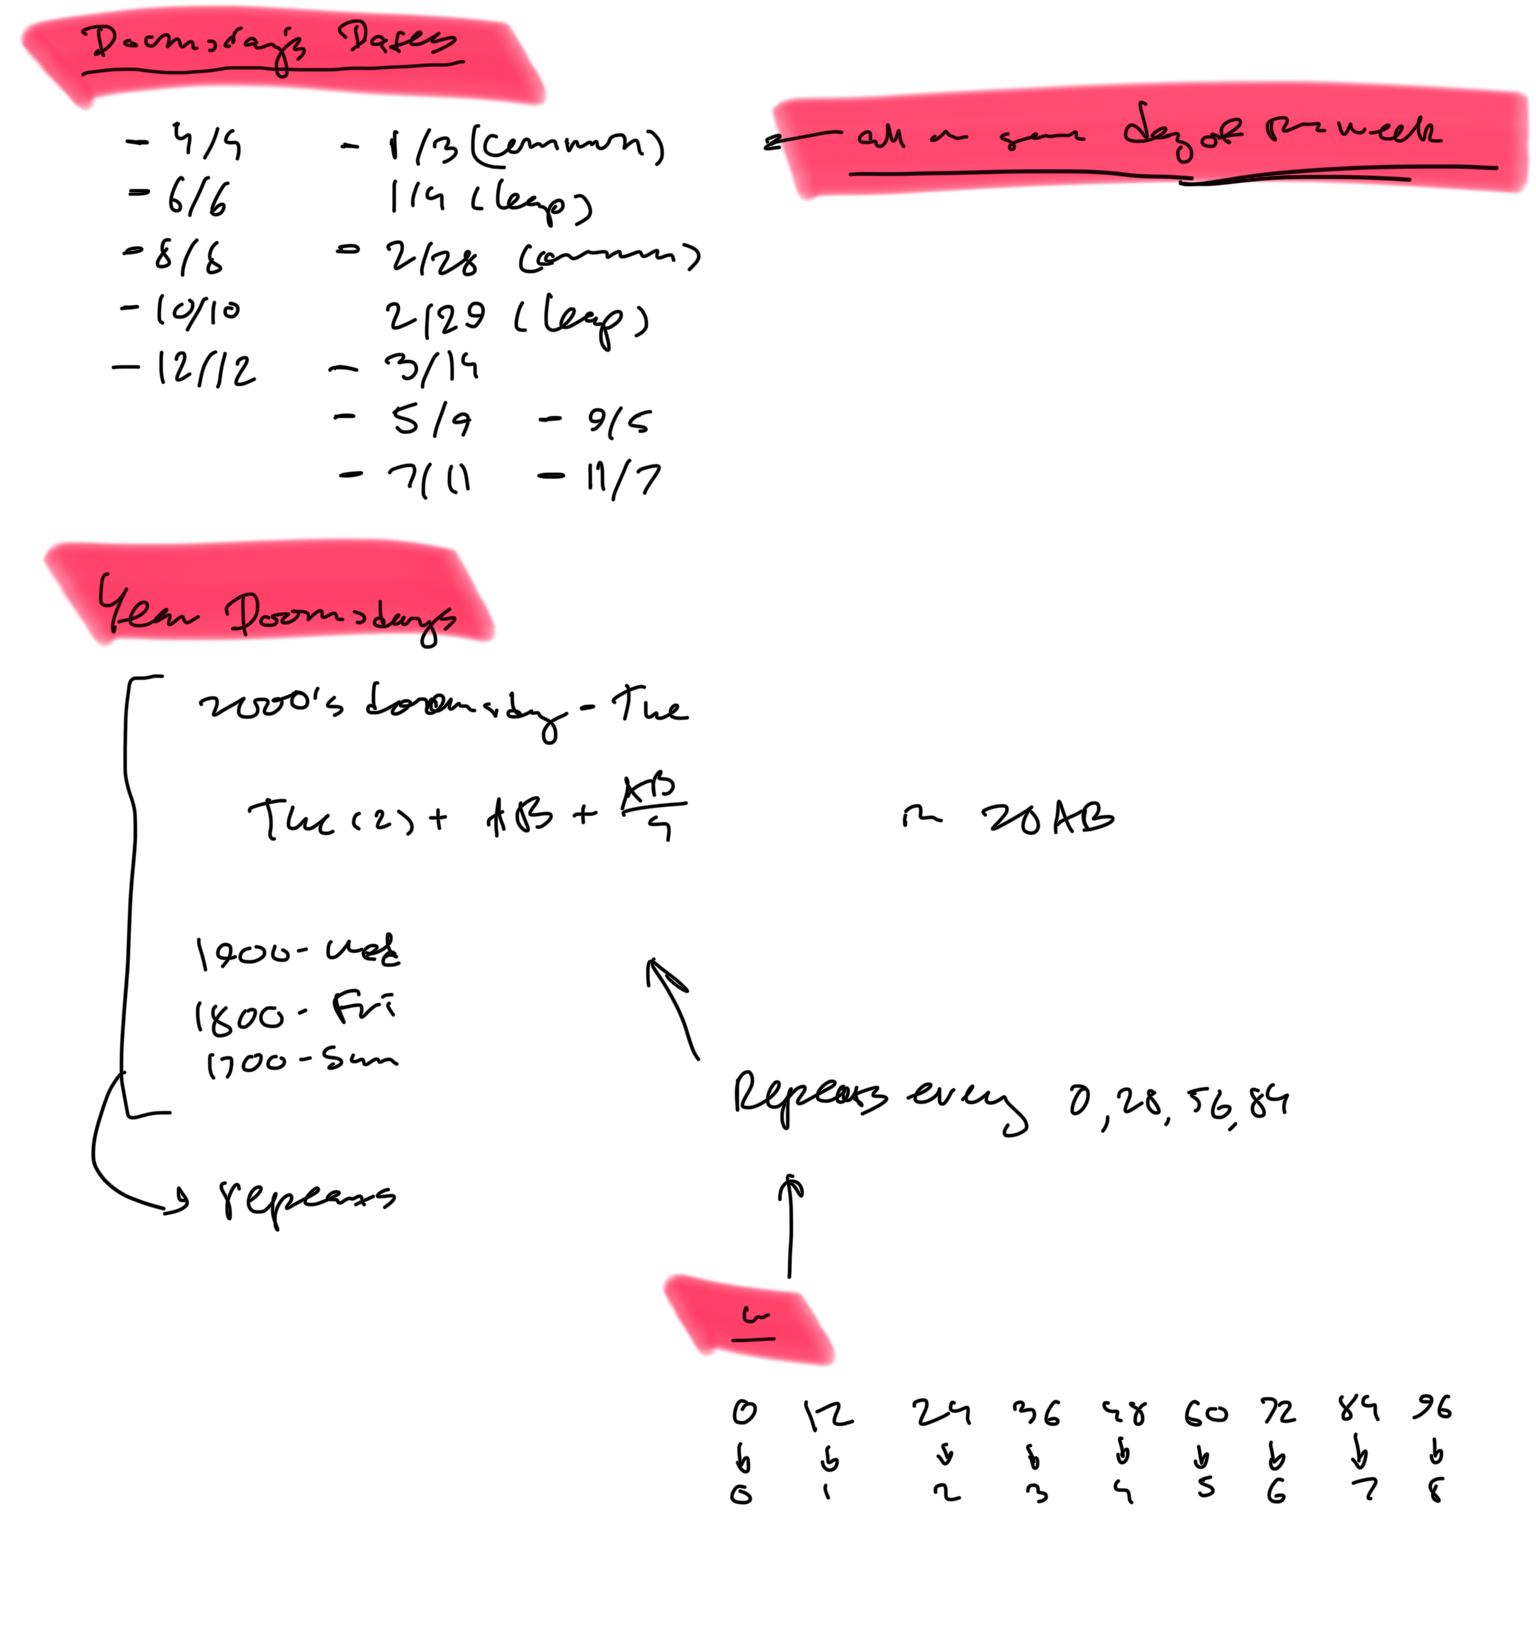 Doomsday's Dates
- 4/4
- 6/6
- 8/8
- 10/10
- 12/12
- 1/3 (common)
1/4 (leap)
- 2/28 (common)
2/29 (leap)
- 3/14
- 5/9 - 9/5
- 7/11 - 11/7
← all on same day of the week
Year Doomsdays
2000's doomsday - Tue
Tue (2) + AB + AB/4
20AB
1900 - Wed
1800 - Fri
1700 - Sun
→ repeats
Repeats every 0, 28, 56, 84
0 12 24 36 48 60 72 84 96
↓ ↓ ↓ ↓ ↓ ↓ ↓ ↓ ↓
0 1 2 3 4 5 6 7 8